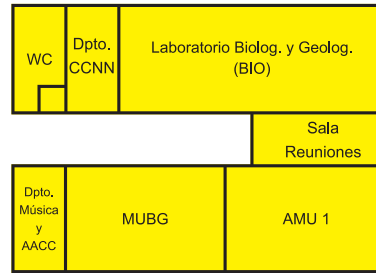 WC
Dpto.
CCNN
Laboratorio Biolog. y Geolog.
(BIO)
Sala
Reuniones
Dpto.
Música
y
AACC
MUBG
AMU 1